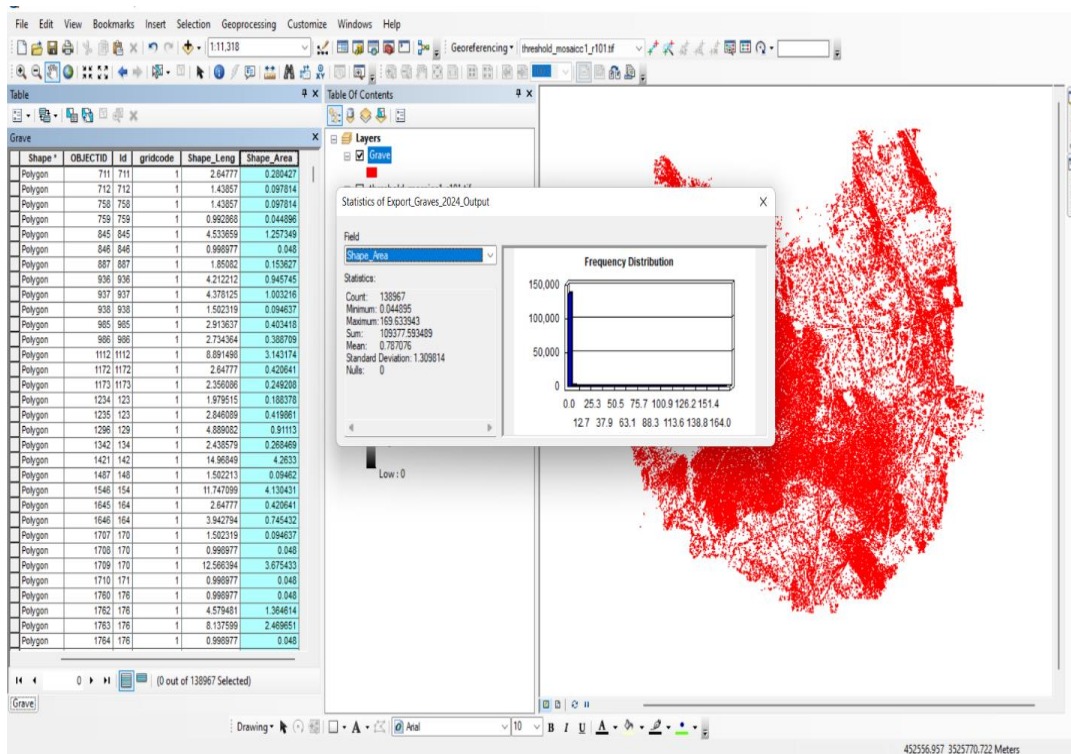 File Edit View Bookmarks Insert Selection Geoprocessing Customize Windows Help
1:11,318 Georeferencing threshold_mosaicc1_r101.tif
Table
Table Of Contents
Grave
Layers
Grave
Shape * OBJECTID Id gridcode Shape_Leng Shape_Area
Polygon 711 711 1 2.64777 0.280427
Polygon 712 712 1 1.43857 0.097814
Polygon 758 758 1 1.43857 0.097814
Polygon 759 759 1 0.992868 0.044896
Polygon 845 845 1 4.533659 1.257349
Polygon 846 846 1 0.998977 0.048
Polygon 887 887 1 1.85082 0.153627
Polygon 936 936 1 4.212212 0.945745
Polygon 937 937 1 4.378125 1.003216
Polygon 938 938 1 1.502319 0.094637
Polygon 985 985 1 2.913637 0.403418
Polygon 986 986 1 2.734364 0.388709
Polygon 1112 1112 1 8.891498 3.143174
Polygon 1172 1172 1 2.64777 0.420641
Polygon 1173 1173 1 2.356086 0.249208
Polygon 1234 123 1 1.979515 0.188378
Polygon 1235 123 1 2.846089 0.419861
Polygon 1296 129 1 4.889082 0.91113
Polygon 1342 134 1 2.438579 0.268469
Polygon 1421 142 1 14.96849 4.2633
Polygon 1487 148 1 1.502213 0.09462
Polygon 1546 154 1 11.747099 4.130431
Polygon 1645 164 1 2.64777 0.420641
Polygon 1646 164 1 3.942794 0.745432
Polygon 1707 170 1 1.502319 0.094637
Polygon 1708 170 1 0.998977 0.048
Polygon 1709 170 1 12.566394 3.675433
Polygon 1710 171 1 0.998977 0.048
Polygon 1760 176 1 0.998977 0.048
Polygon 1762 176 1 4.579481 1.364614
Polygon 1763 176 1 8.137599 2.469651
Polygon 1764 176 1 0.998977 0.048
Statistics of Export_Graves_2024_Output
Field
Shape_Area
Statistics:
Count: 138967
Minimum: 0.044895
Maximum: 169.633943
Sum: 109377.593489
Mean: 0.787076
Standard Deviation: 1.309814
Nulls: 0
Frequency Distribution
150,000
100,000
50,000
0
0.0 25.3 50.5 75.7 100.9 126.2 151.4
12.7 37.9 63.1 88.3 113.6 138.8 164.0
Low : 0
0 (0 out of 138967 Selected)
Grave
Drawing A Arial 10 B I U A
452556.957 3525770.722 Meters